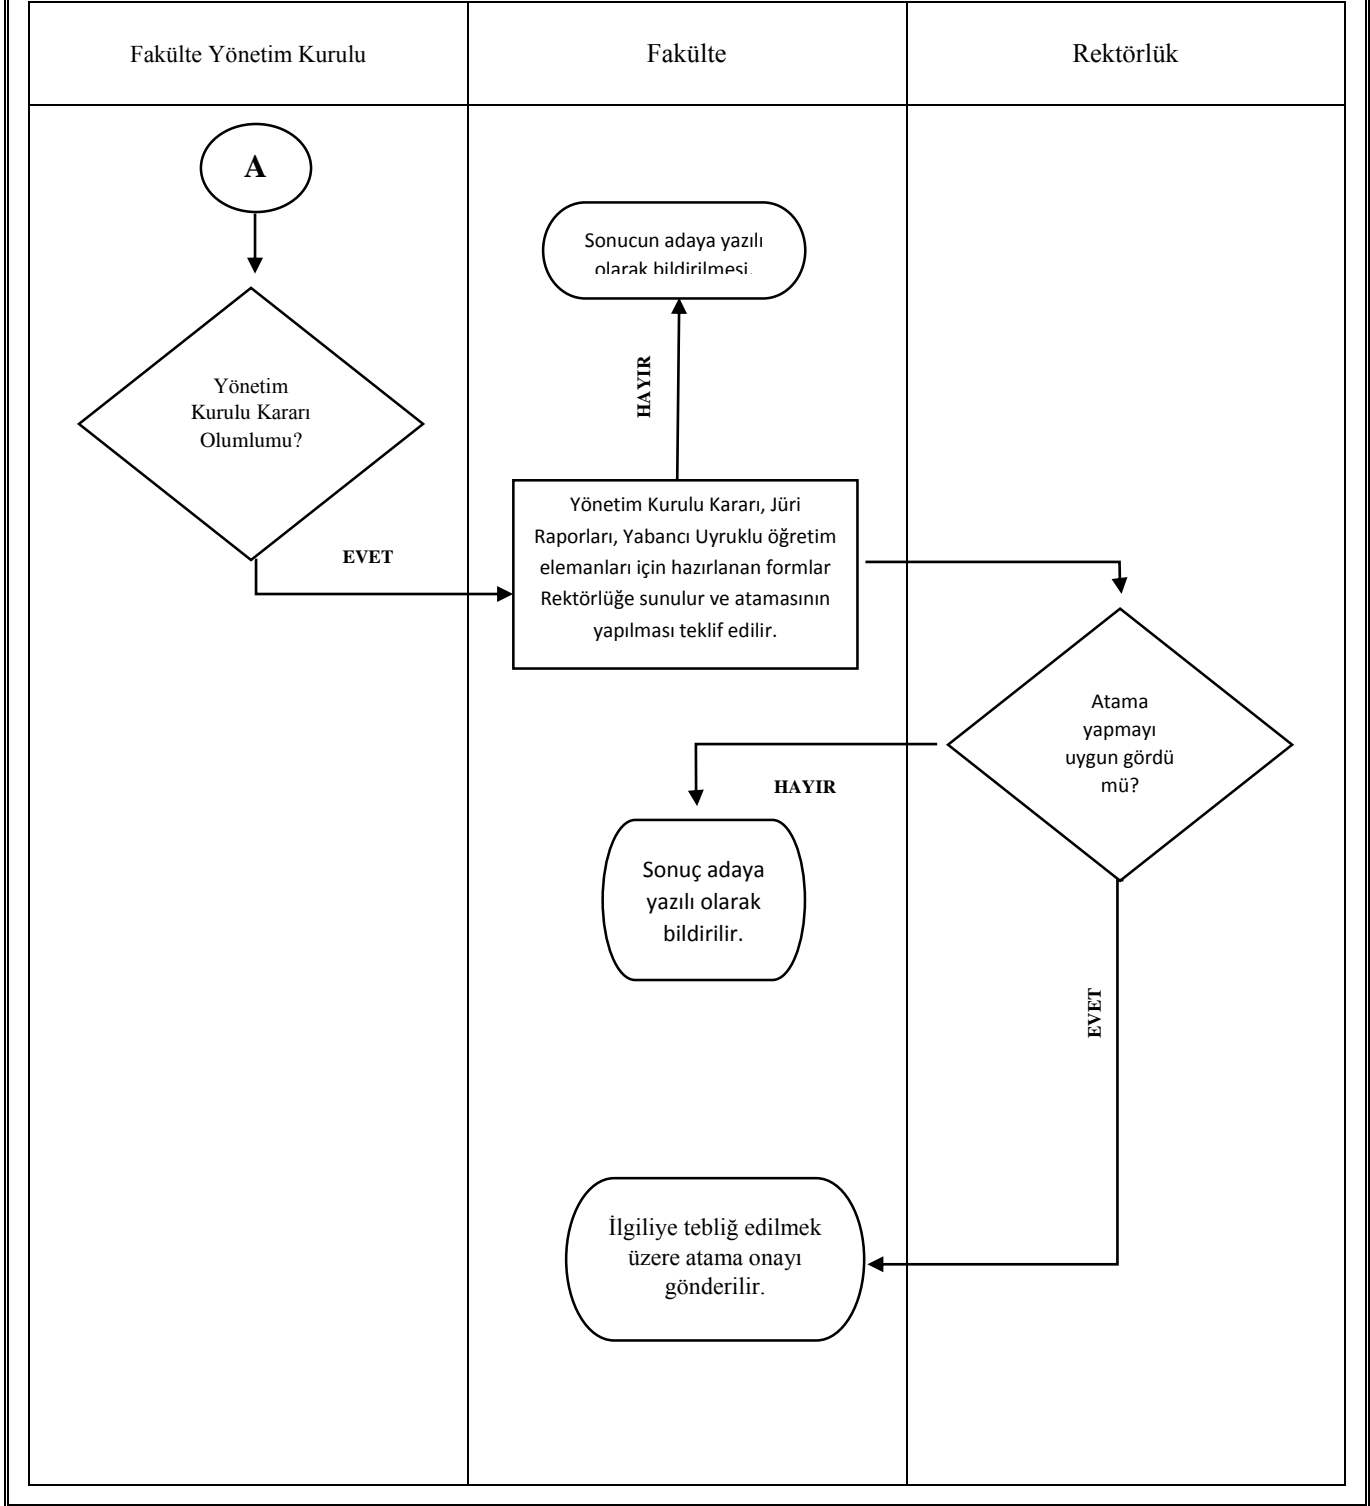 Fakülte Yönetim Kurulu
Fakülte
Rektörlük
A
Sonucun adaya yazılı
olarak bildirilmesi.
HAYIR
Yönetim
Kurulu Kararı
Olumlumu?
EVET
Yönetim Kurulu Kararı, Jüri
Raporları, Yabancı Uyruklu öğretim
elemanları için hazırlanan formlar
Rektörlüğe sunulur ve atamasının
yapılması teklif edilir.
Atama
yapmayı
uygun gördü
mü?
HAYIR
Sonuç adaya
yazılı olarak
bildirilir.
EVET
İlgiliye tebliğ edilmek
üzere atama onayı
gönderilir.